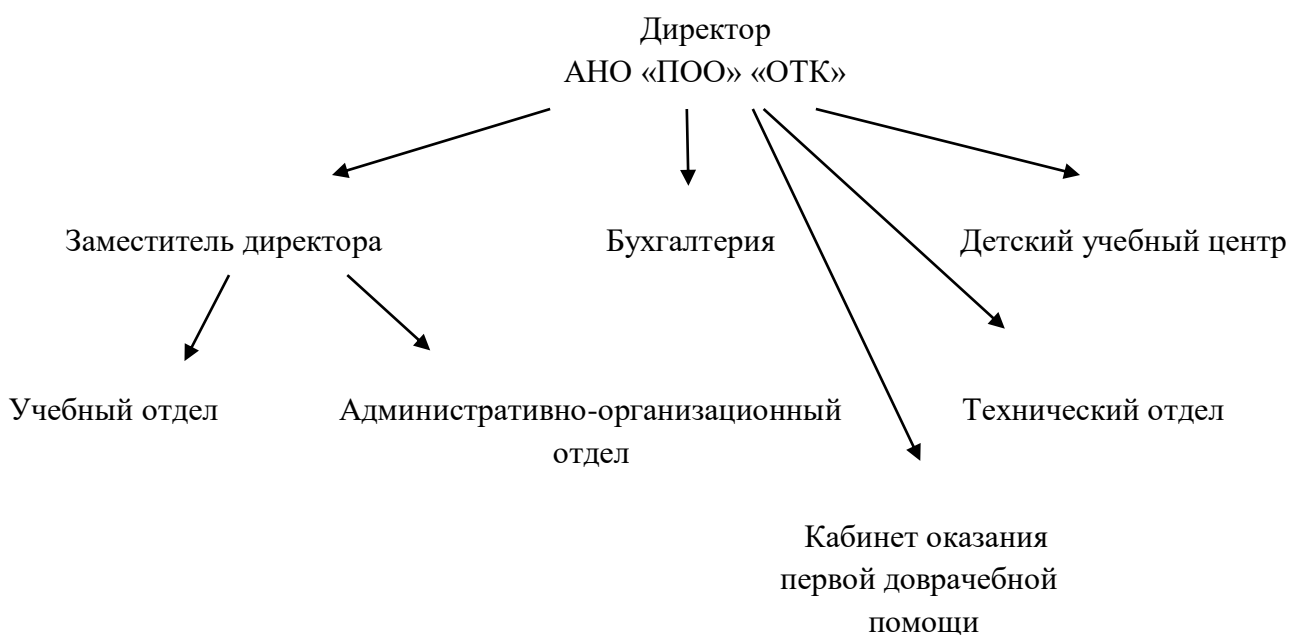 Директор
АНО «ПОО» «ОТК»
Заместитель директора
Бухгалтерия
Детский учебный центр
Учебный отдел
Административно-организационный
отдел
Технический отдел
Кабинет оказания
первой доврачебной
помощи